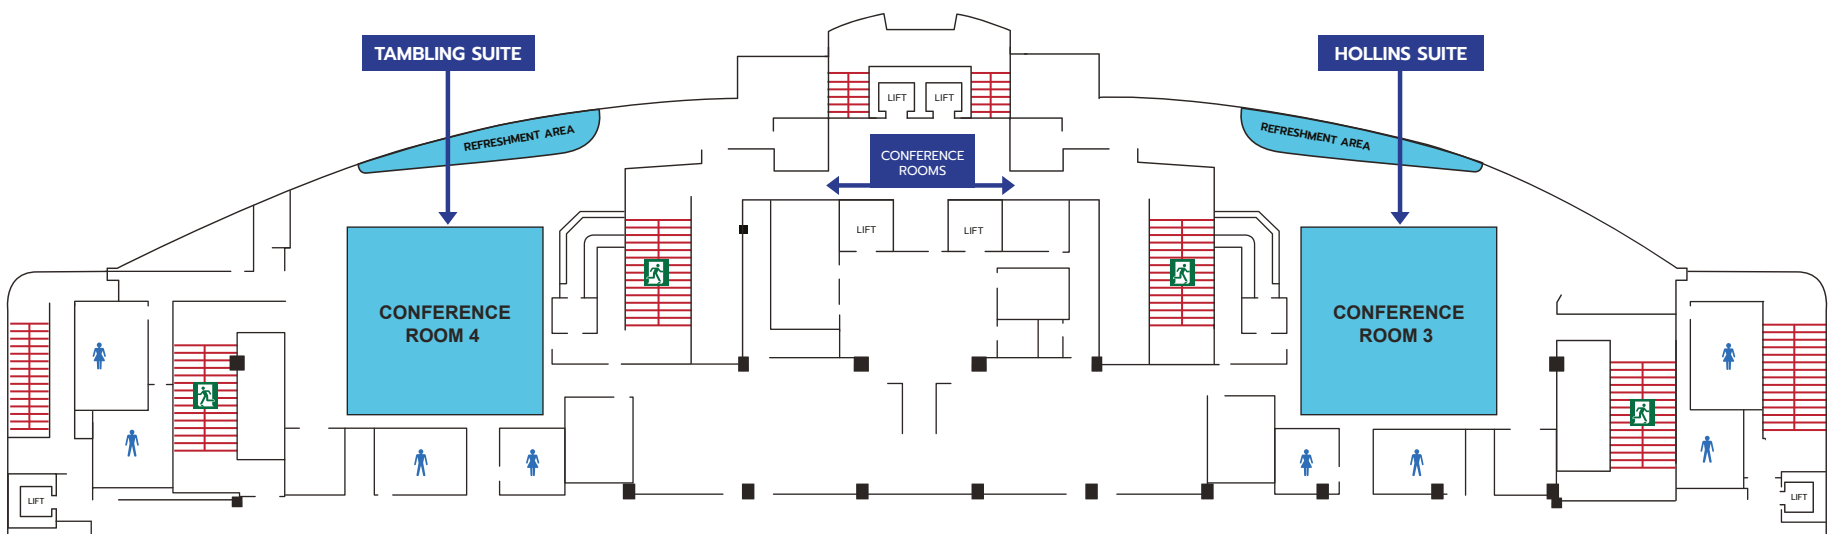 TAMBLING SUITE
HOLLINS SUITE
LIFT
LIFT
REFRESHMENT AREA
REFRESHMENT AREA
CONFERENCE
ROOMS
LIFT
LIFT
CONFERENCE
ROOM 4
CONFERENCE
ROOM 3
LIFT
LIFT